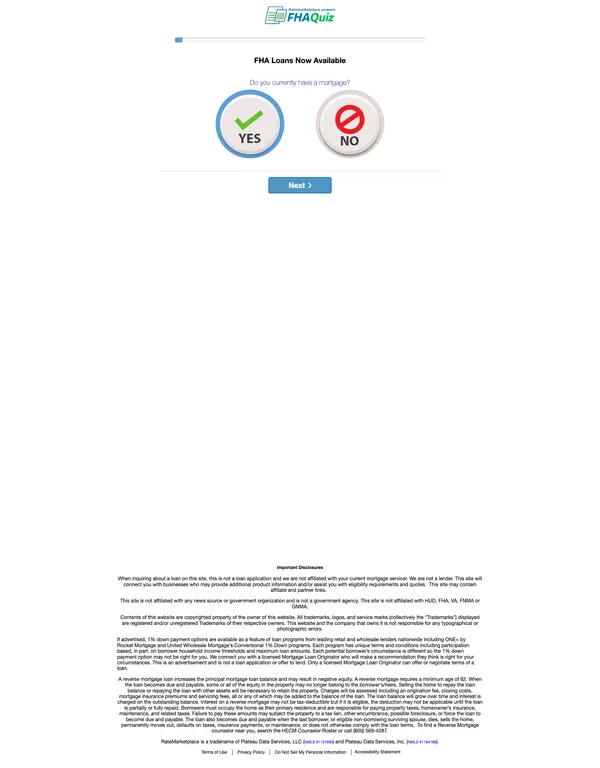 RateMarketplace powers
FHAQuiz
FHA Loans Now Available
Do you currently have a mortgage?
YES
NO
Next
Important Disclosures
When inquiring about a loan on this site, this is not a loan application and we are not affiliated with your current mortgage servicer. We are not a lender. This site will
connect you with businesses who may provide additional product information and/or assist you with eligibility requirements and quotes. This site may contain
affiliate and partner links.
This site is not affiliated with any news source or government organization and is not a government agency. This site is not affiliated with HUD, FHA, VA, FNMA or
GNMA.
Contents of this website are copyrighted property of the owner of this website. All trademarks, logos, and service marks (collectively the "Trademarks") displayed
are registered and/or unregistered Trademarks of their respective owners. This website and the company that owns it is not responsible for any typographical or
photographic errors.
If advertised, 1% down payment options are available as a feature of loan programs from leading retail and wholesale lenders nationwide including ONE+ by
Rocket Mortgage and United Wholesale Mortgage's Conventional 1% Down programs. Each program has unique terms and conditions including participation
based, in part, on borrower household income thresholds and maximum loan amounts. Each potential borrower's circumstance is different so the 1% down
payment option may not be right for you. We connect you with a licensed Mortgage Loan Originator who will make a recommendation they think is right for your
circumstances. This is an advertisement and is not a loan application or offer to lend. Only a licensed Mortgage Loan Originator can offer or negotiate terms of a
loan.
A reverse mortgage loan increases the principal mortgage loan balance and may result in negative equity. A reverse mortgage requires a minimum age of 62. When
the loan becomes due and payable, some or all of the equity in the property may no longer belong to the borrower's/heirs. Selling the home to repay the loan
balance or repaying the loan with other assets will be necessary to retain the property. Charges will be assessed including an origination fee, closing costs,
mortgage insurance premiums and servicing fees, all or any of which may be added to the balance of the loan. The loan balance will grow over time and interest is
charged on the outstanding balance. Interest on a reverse mortgage may not be tax-deductible but if it is eligible, the deduction may not be applicable until the loan
is partially or fully repaid. Borrowers must occupy the home as their primary residence and are responsible for paying property taxes, homeowner's insurance,
maintenance, and related taxes. Failure to pay these amounts may subject the property to a tax lien, other encumbrance, possible foreclosure, or force the loan to
become due and payable. The loan also becomes due and payable when the last borrower, or eligible non-borrowing surviving spouse, dies, sells the home,
permanently moves out, defaults on taxes, insurance payments, or maintenance, or does not otherwise comply with the loan terms. To find a Reverse Mortgage
counselor near you, search the HECM Counselor Roster or call (800) 569-4287.
RateMarketplace is a tradename of Plateau Data Services, LLC (NMLS #1137690) and Plateau Data Services, Inc.
Terms of Use | Privacy Policy | Do Not Sell My Personal Information | Accessibility Statement